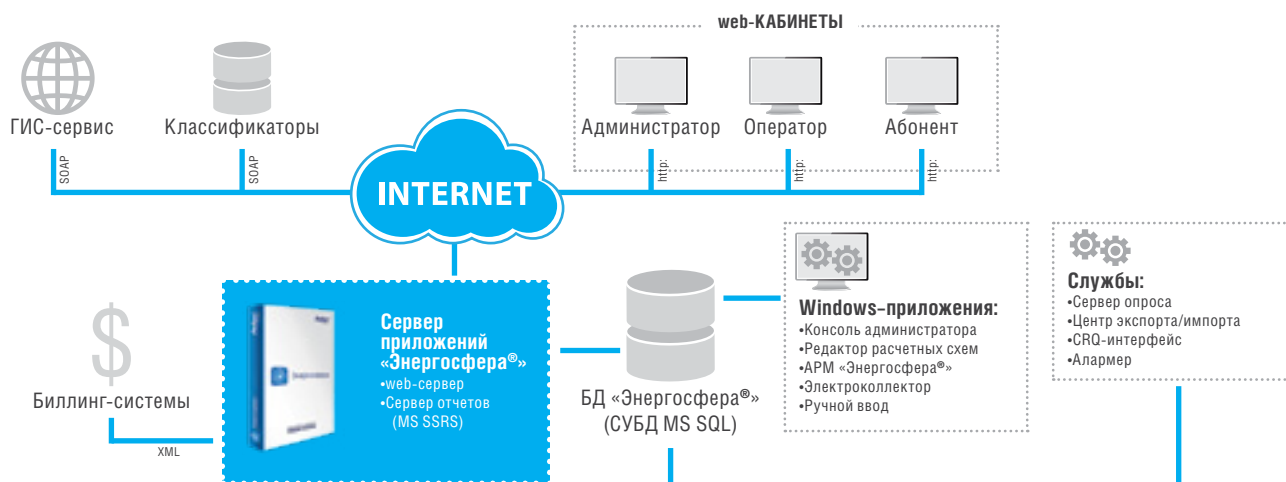 web-КАБИНЕТЫ
ГИС-сервис
Классификаторы
Администратор
Оператор
Абонент
SOAP
SOAP
http:
http:
http:
INTERNET
Сервер
приложений
«Энергосфера®»
•web-сервер
•Сервер отчетов
(MS SSRS)
Биллинг-системы
XML
БД «Энергосфера®»
(СУБД MS SQL)
Windows-приложения:
•Консоль администратора
•Редактор расчетных схем
•АРМ «Энергосфера®»
•Электроколлектор
•Ручной ввод
Службы:
•Сервер опроса
•Центр экспорта/импорта
•CRQ-интерфейс
•Алармер